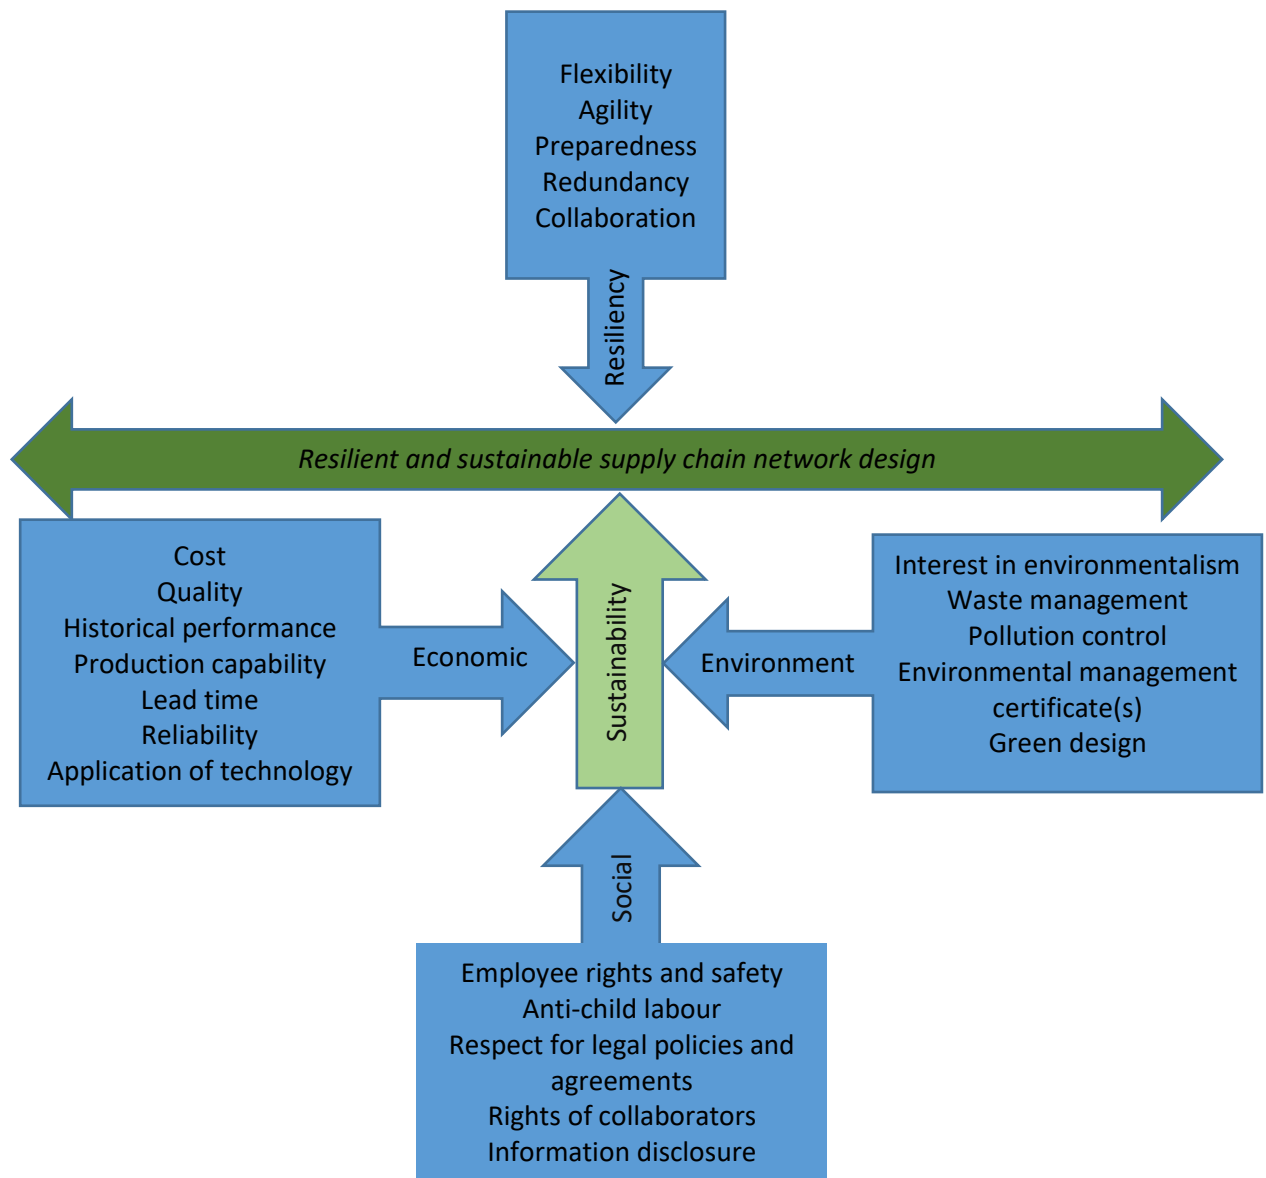 Flexibility
Agility
Preparedness
Redundancy
Collaboration
Resiliency
Resilient and sustainable supply chain network design
Cost
Quality
Historical performance
Production capability
Lead time
Reliability
Application of technology
Economic
Sustainability
Environment
Interest in environmentalism
Waste management
Pollution control
Environmental management
certificate(s)
Green design
Social
Employee rights and safety
Anti-child labour
Respect for legal policies and
agreements
Rights of collaborators
Information disclosure